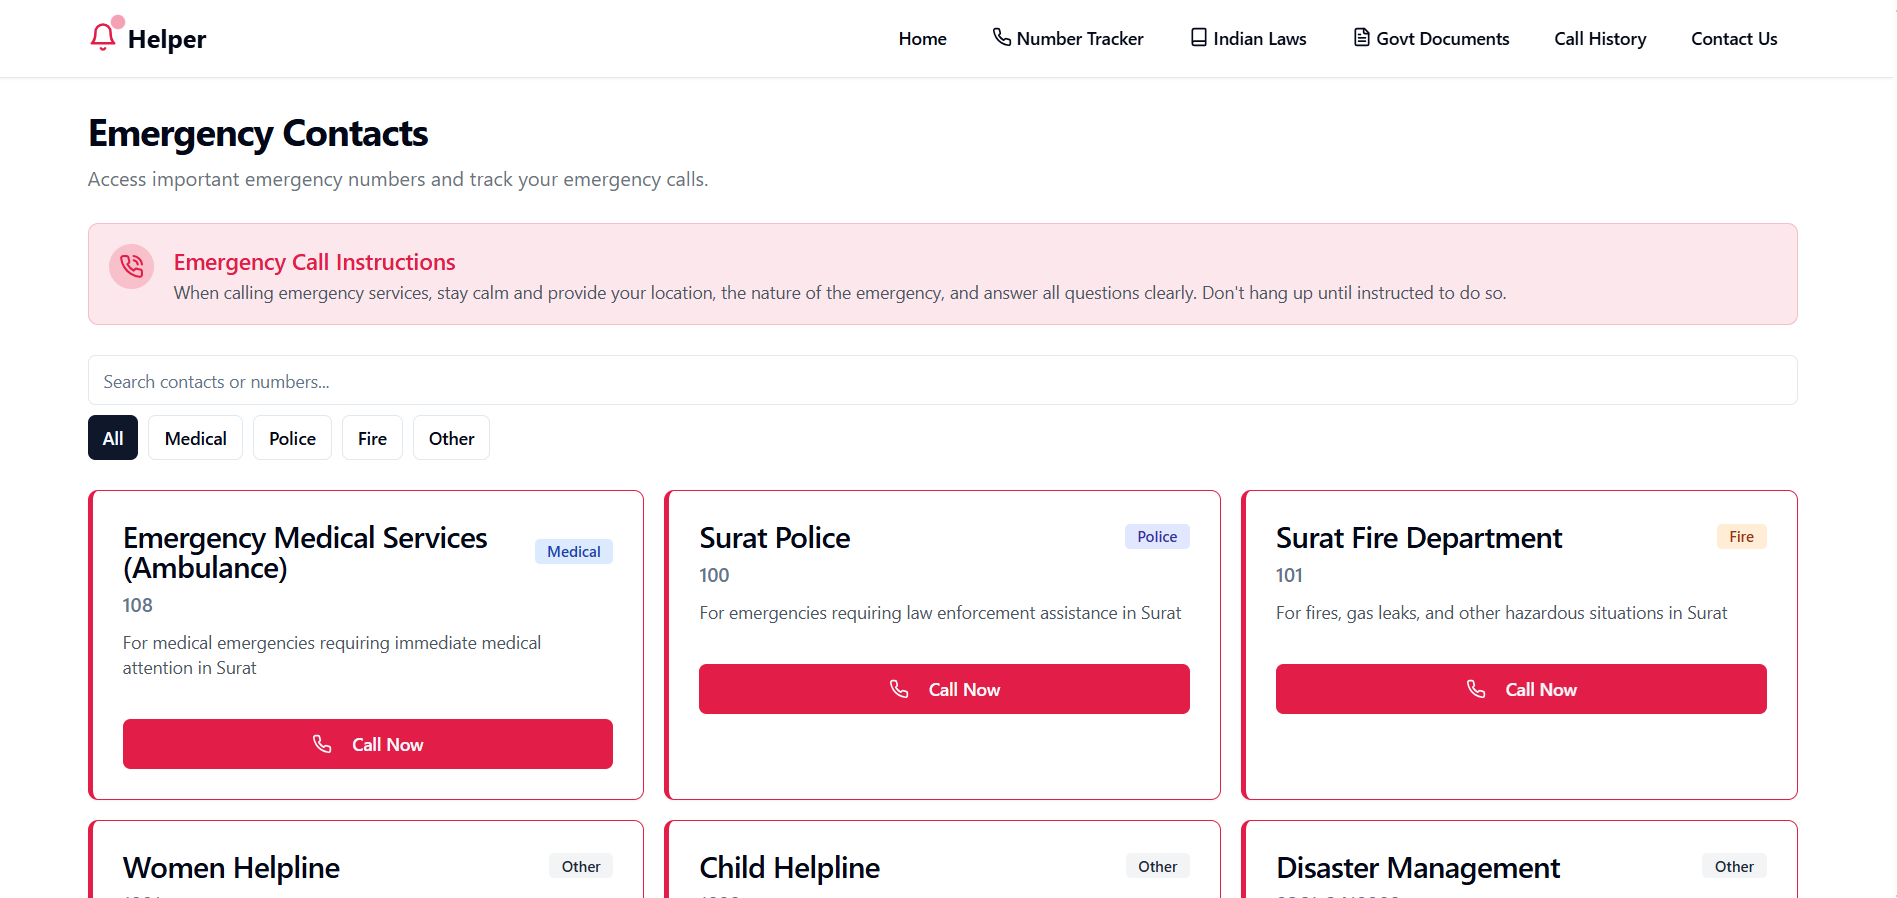 Helper
Home
Number Tracker
Indian Laws
Govt Documents
Call History
Contact Us
Emergency Contacts
Access important emergency numbers and track your emergency calls.
Emergency Call Instructions
When calling emergency services, stay calm and provide your location, the nature of the emergency, and answer all questions clearly. Don't hang up until instructed to do so.
Search contacts or numbers...
All
Medical
Police
Fire
Other
Emergency Medical Services
(Ambulance)
Medical
108
For medical emergencies requiring immediate medical
attention in Surat
Call Now
Surat Police
Police
100
For emergencies requiring law enforcement assistance in Surat
Call Now
Surat Fire Department
Fire
101
For fires, gas leaks, and other hazardous situations in Surat
Call Now
Women Helpline
Other
Child Helpline
Other
Disaster Management
Other